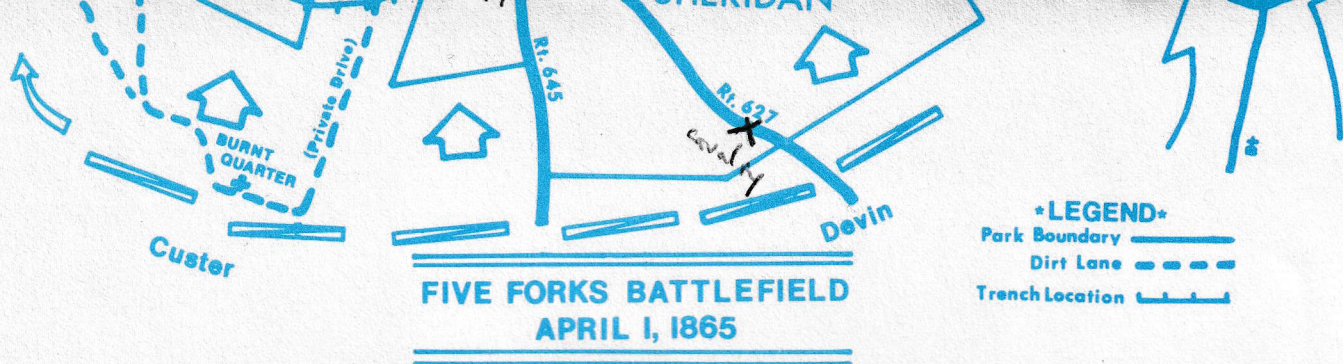 SHERIDAN
Rt. 645
(Private Drive)
Rt. 627
BURNT
QUARTER
Custer
Devin
*LEGEND*
Park Boundary
Dirt Lane
Trench Location
FIVE FORKS BATTLEFIELD
APRIL 1, 1865